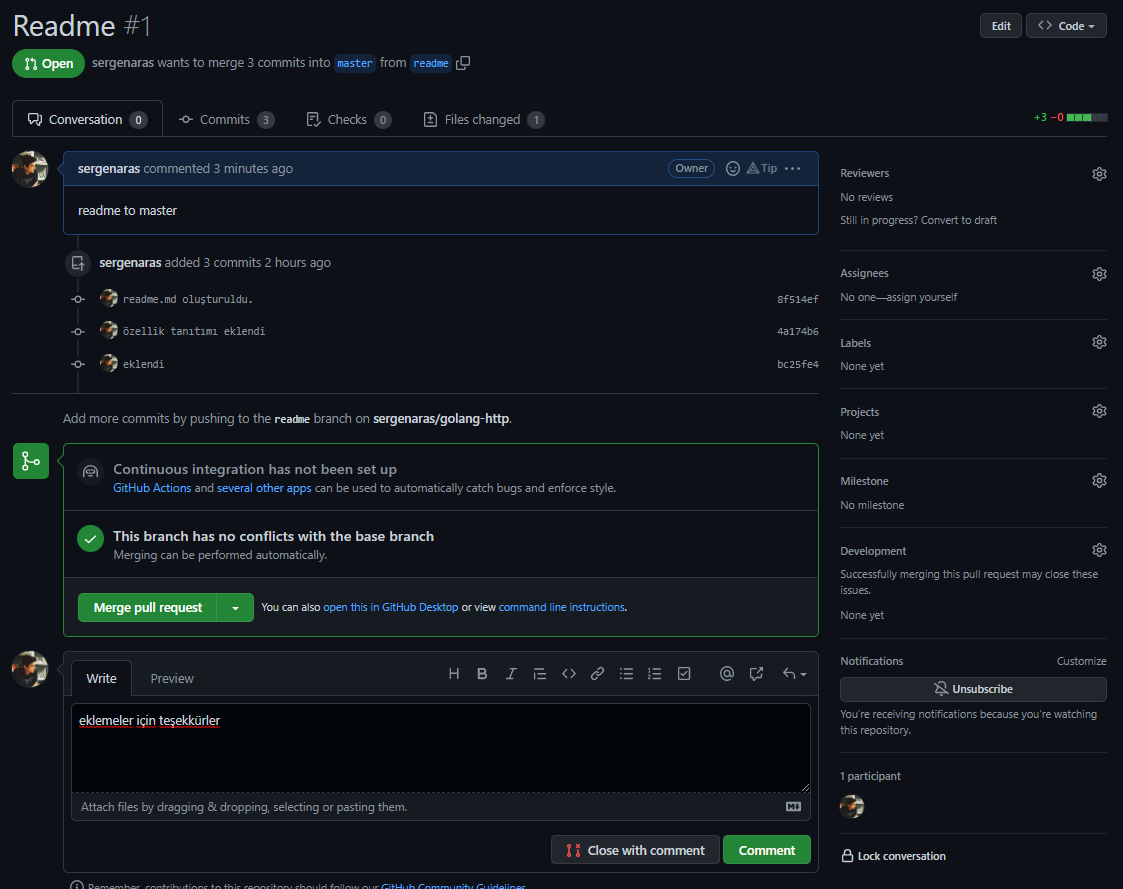 Readme #1
Edit
Code
Open
sergenaras wants to merge 3 commits into master from readme
Conversation 0
Commits 3
Checks 0
Files changed 1
+3 −0
sergenaras commented 3 minutes ago
Owner
Tip
readme to master
sergenaras added 3 commits 2 hours ago
readme.md oluşturuldu.
8f514ef
özellik tanıtımı eklendi
4a174b6
eklendi
bc25fe4
Add more commits by pushing to the readme branch on sergenaras/golang-http.
Continuous integration has not been set up
GitHub Actions and several other apps can be used to automatically catch bugs and enforce style.
This branch has no conflicts with the base branch
Merging can be performed automatically.
Merge pull request
You can also open this in GitHub Desktop or view command line instructions.
Write
Preview
eklemeler için teşekkürler
Attach files by dragging & dropping, selecting or pasting them.
Close with comment
Comment
Remember, contributions to this repository should follow our GitHub Community Guidelines.
Reviewers
No reviews
Still in progress? Convert to draft
Assignees
No one—assign yourself
Labels
None yet
Projects
None yet
Milestone
No milestone
Development
Successfully merging this pull request may close these
issues.
None yet
Notifications
Customize
Unsubscribe
You're receiving notifications because you're watching
this repository.
1 participant
Lock conversation